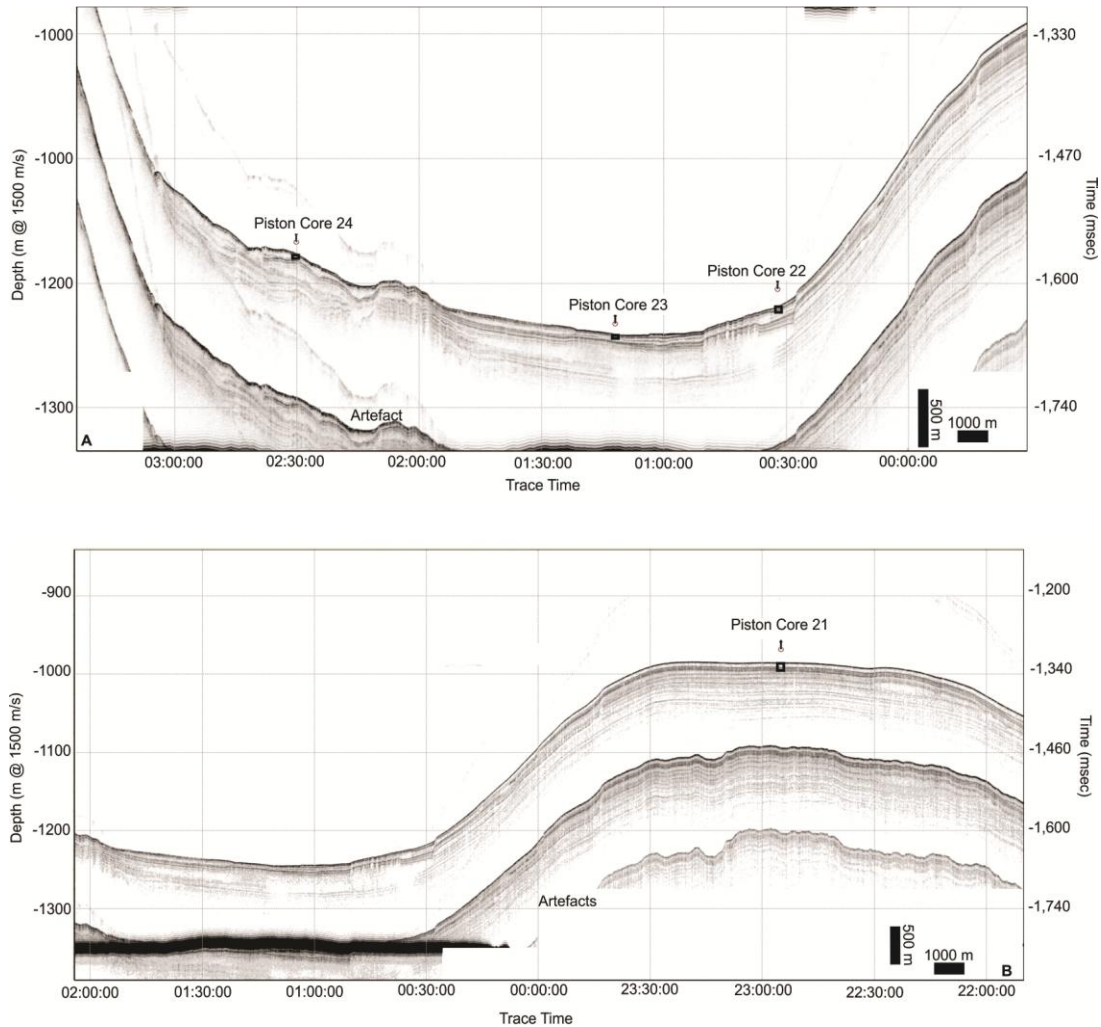 -1000
-1000
-1200
-1300
Depth (m @ 1500 m/s)
-1,330
-1,470
-1,600
-1,740
Time (msec)
Piston Core 24
Piston Core 23
Piston Core 22
Artefact
A
500 m
1000 m
03:00:00 02:30:00 02:00:00 01:30:00 01:00:00 00:30:00 00:00:00
Trace Time
-900
-1000
-1100
-1200
-1300
Depth (m @ 1500 m/s)
-1,200
-1,340
-1,460
-1,600
-1,740
Time (msec)
Piston Core 21
Artefacts
500 m
1000 m
B
02:00:00 01:30:00 01:00:00 00:30:00 00:00:00 23:30:00 23:00:00 22:30:00 22:00:00
Trace Time